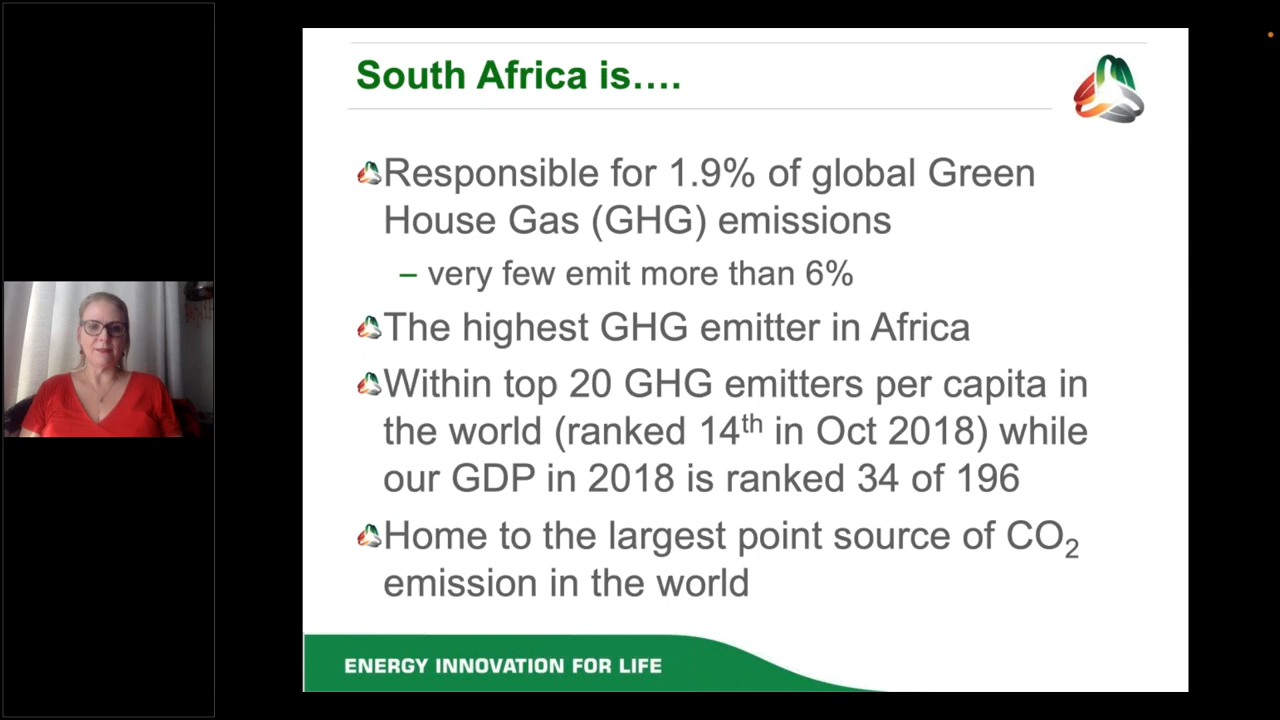 South Africa is....
Responsible for 1.9% of global Green
House Gas (GHG) emissions
– very few emit more than 6%
The highest GHG emitter in Africa
Within top 20 GHG emitters per capita in
the world (ranked 14th in Oct 2018) while
our GDP in 2018 is ranked 34 of 196
Home to the largest point source of CO₂
emission in the world
ENERGY INNOVATION FOR LIFE